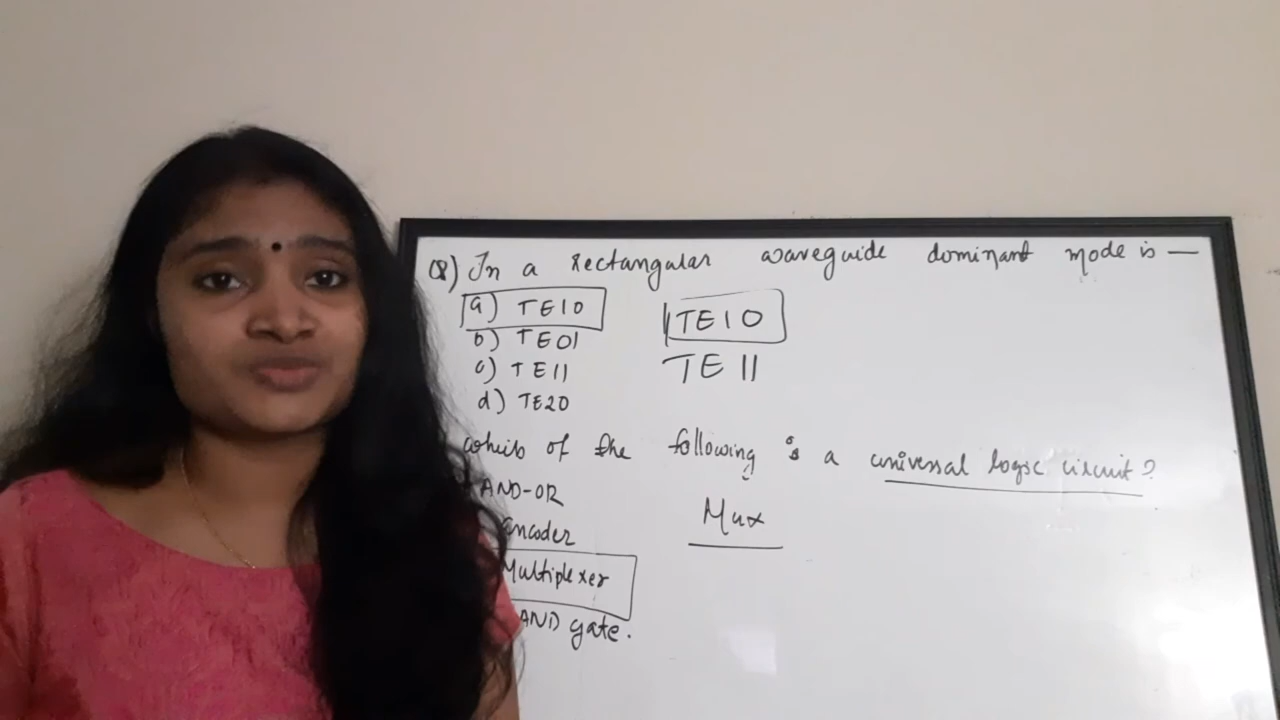 Q) In a Rectangular waveguide dominant mode is —
a) TE10
b) TE01
c) TE11
d) TE20
TE10
TE11
of the following is a universal logic circuit?
AND-OR
encoder
Multiplexer
AND gate.
Mux